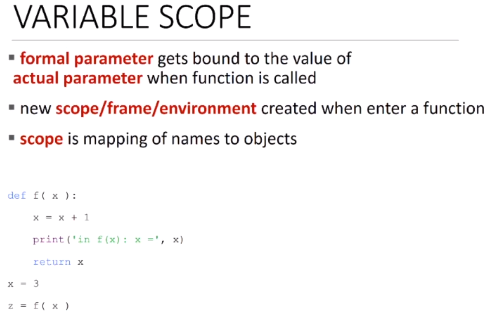 VARIABLE SCOPE
▪ formal parameter gets bound to the value of
actual parameter when function is called
▪ new scope/frame/environment created when enter a function
▪ scope is mapping of names to objects
def f( x ):
    x = x + 1
    print('in f(x): x =', x)
    return x
x = 3
z = f( x )